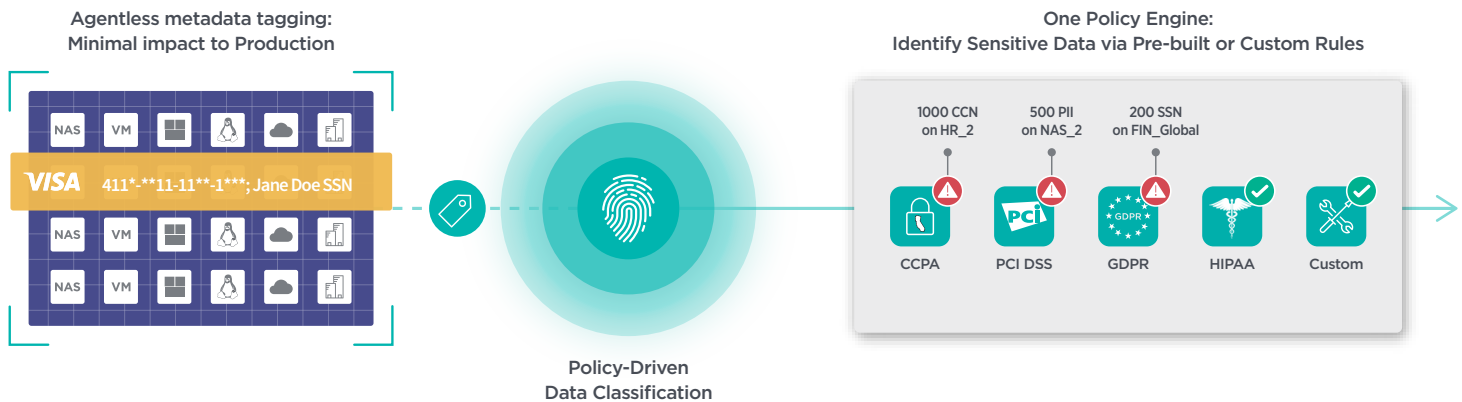 Agentless metadata tagging:
Minimal impact to Production
NAS VM
VISA 411*-**11-11**-1***; Jane Doe SSN
NAS VM
NAS VM
Policy-Driven
Data Classification
One Policy Engine:
Identify Sensitive Data via Pre-built or Custom Rules
1000 CCN
on HR_2
500 PII
on NAS_2
200 SSN
on FIN_Global
PCi
GDPR
CCPA
PCI DSS
GDPR
HIPAA
Custom